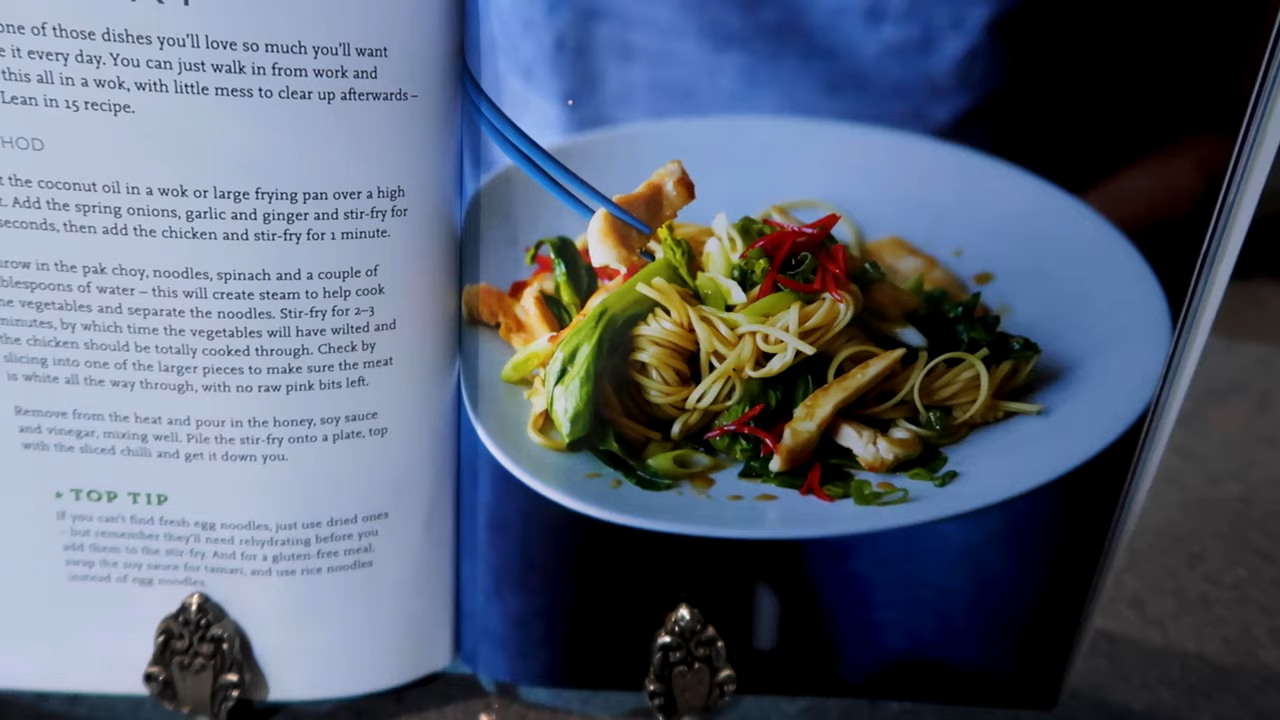 one of those dishes you'll love so much you'll want
it every day. You can just walk in from work and
this all in a wok, with little mess to clear up afterwards –
Lean in 15 recipe.
HOD
the coconut oil in a wok or large frying pan over a high
Add the spring onions, garlic and ginger and stir-fry for
seconds, then add the chicken and stir-fry for 1 minute.
row in the pak choy, noodles, spinach and a couple of
blespoons of water – this will create steam to help cook
he vegetables and separate the noodles. Stir-fry for 2–3
minutes, by which time the vegetables will have wilted and
the chicken should be totally cooked through. Check by
slicing into one of the larger pieces to make sure the meat
is white all the way through, with no raw pink bits left.
Remove from the heat and pour in the honey, soy sauce
and vinegar, mixing well. Pile the stir-fry onto a plate, top
with the sliced chilli and get it down you.
TOP TIP
If you can't find fresh egg noodles, just use dried ones
– but remember they'll need rehydrating before you
add them to the stir-fry. And for a gluten-free meal,
swap the soy sauce for tamari, and use rice noodles
instead of egg noodles.